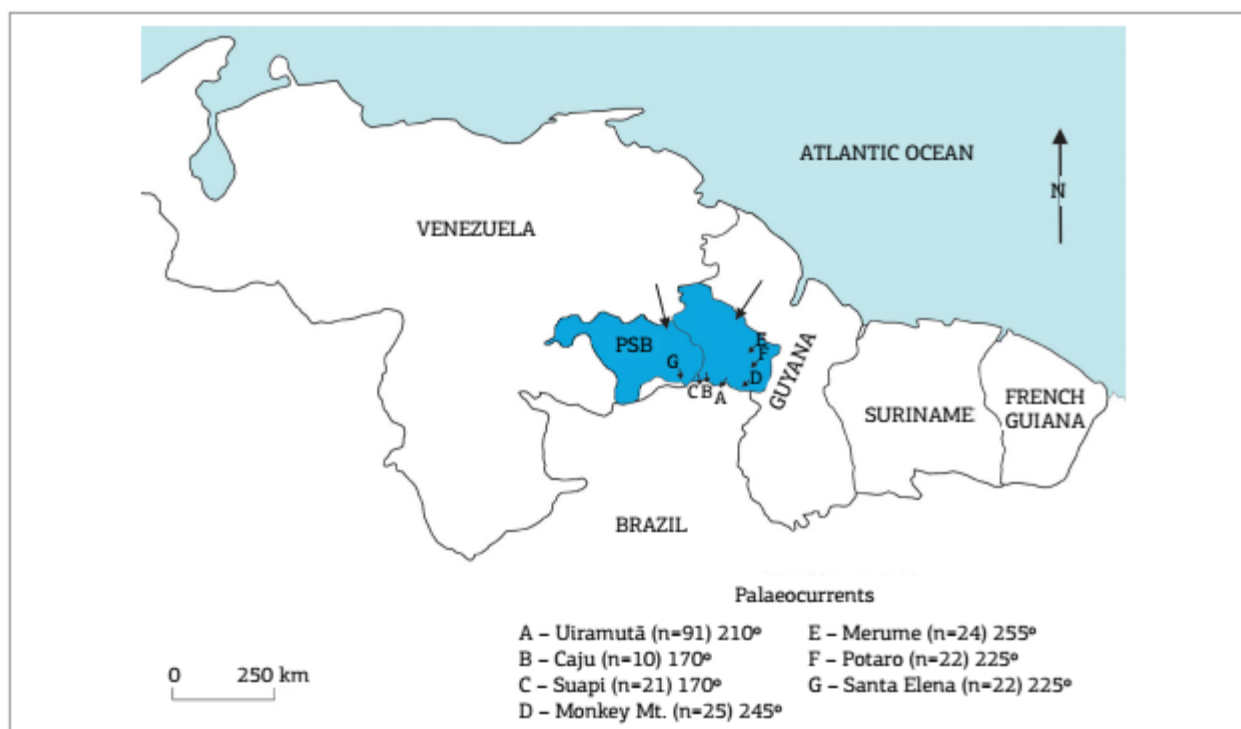 ATLANTIC OCEAN
N
VENEZUELA
PSB
E
F
G
D
C B A
GUYANA
SURINAME
FRENCH
GUIANA
BRAZIL
Palaeocurrents
A – Uiramutã (n=91) 210º
B – Caju (n=10) 170º
C – Suapi (n=21) 170º
D – Monkey Mt. (n=25) 245º
E – Merume (n=24) 255º
F – Potaro (n=22) 225º
G – Santa Elena (n=22) 225º
0 250 km